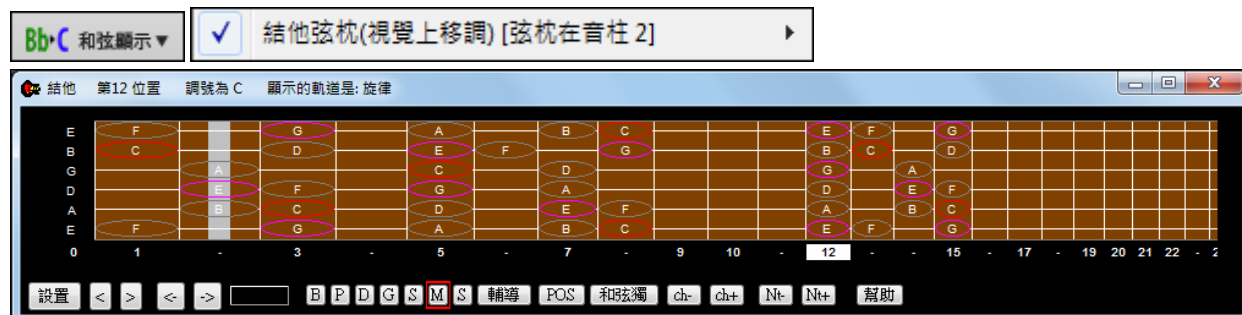 Bb•C 和弦顯示▼
✓ 結他弦枕(視覺上移調) [弦枕在音柱 2]
結他 第12 位置 調號為 C 顯示的軌道是: 旋律
E F G A B C E F G
B C D E F G B C D
G A C D G A
D E F G A D E F
A B C D E F A B C
E F G A B C E F G
0 1 - 3 - 5 - 7 - 9 10 - 12 - - 15 - 17 - 19 20 21 22 - 2
設置 < > <- -> B P D G S M S 輔導 POS 和弦獨 ch- ch+ Nt- Nt+ 幫助